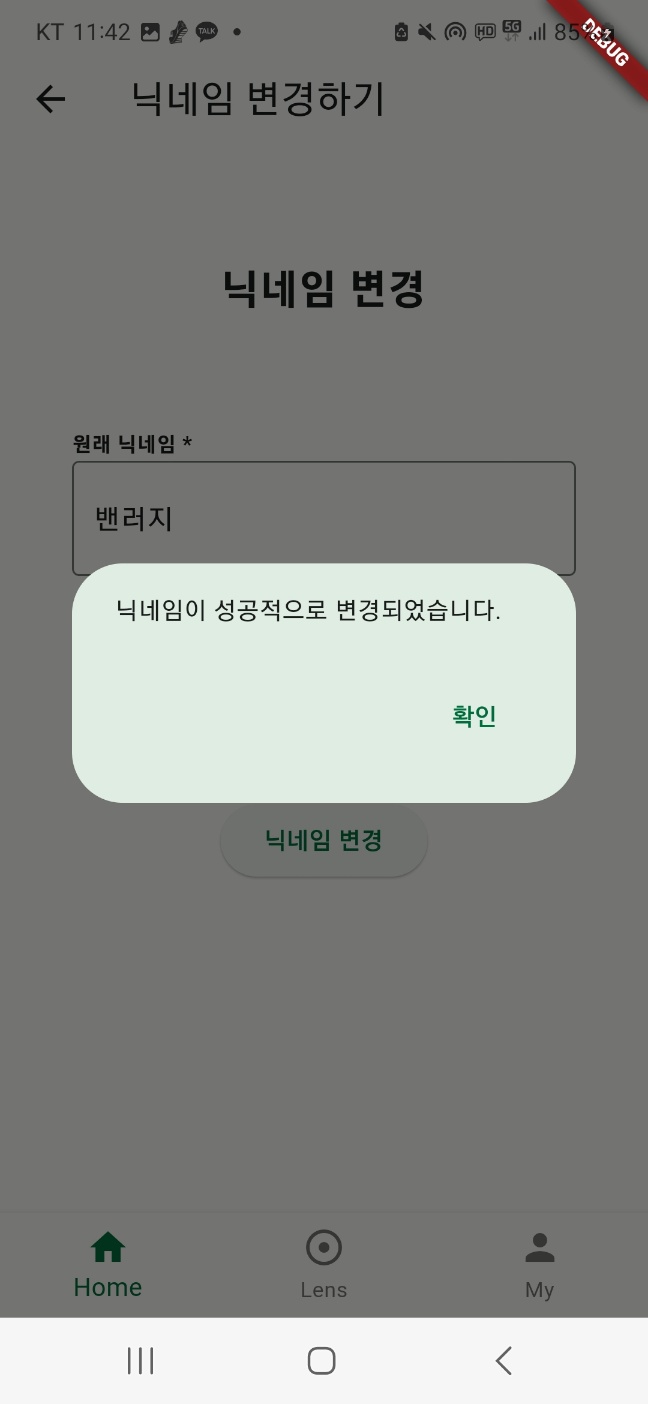 KT 11:42 TALK HD 5G 85
DEBUG
닉네임 변경하기
닉네임 변경
원래 닉네임 *
밴러지
닉네임이 성공적으로 변경되었습니다.
확인
닉네임 변경
Home Lens My